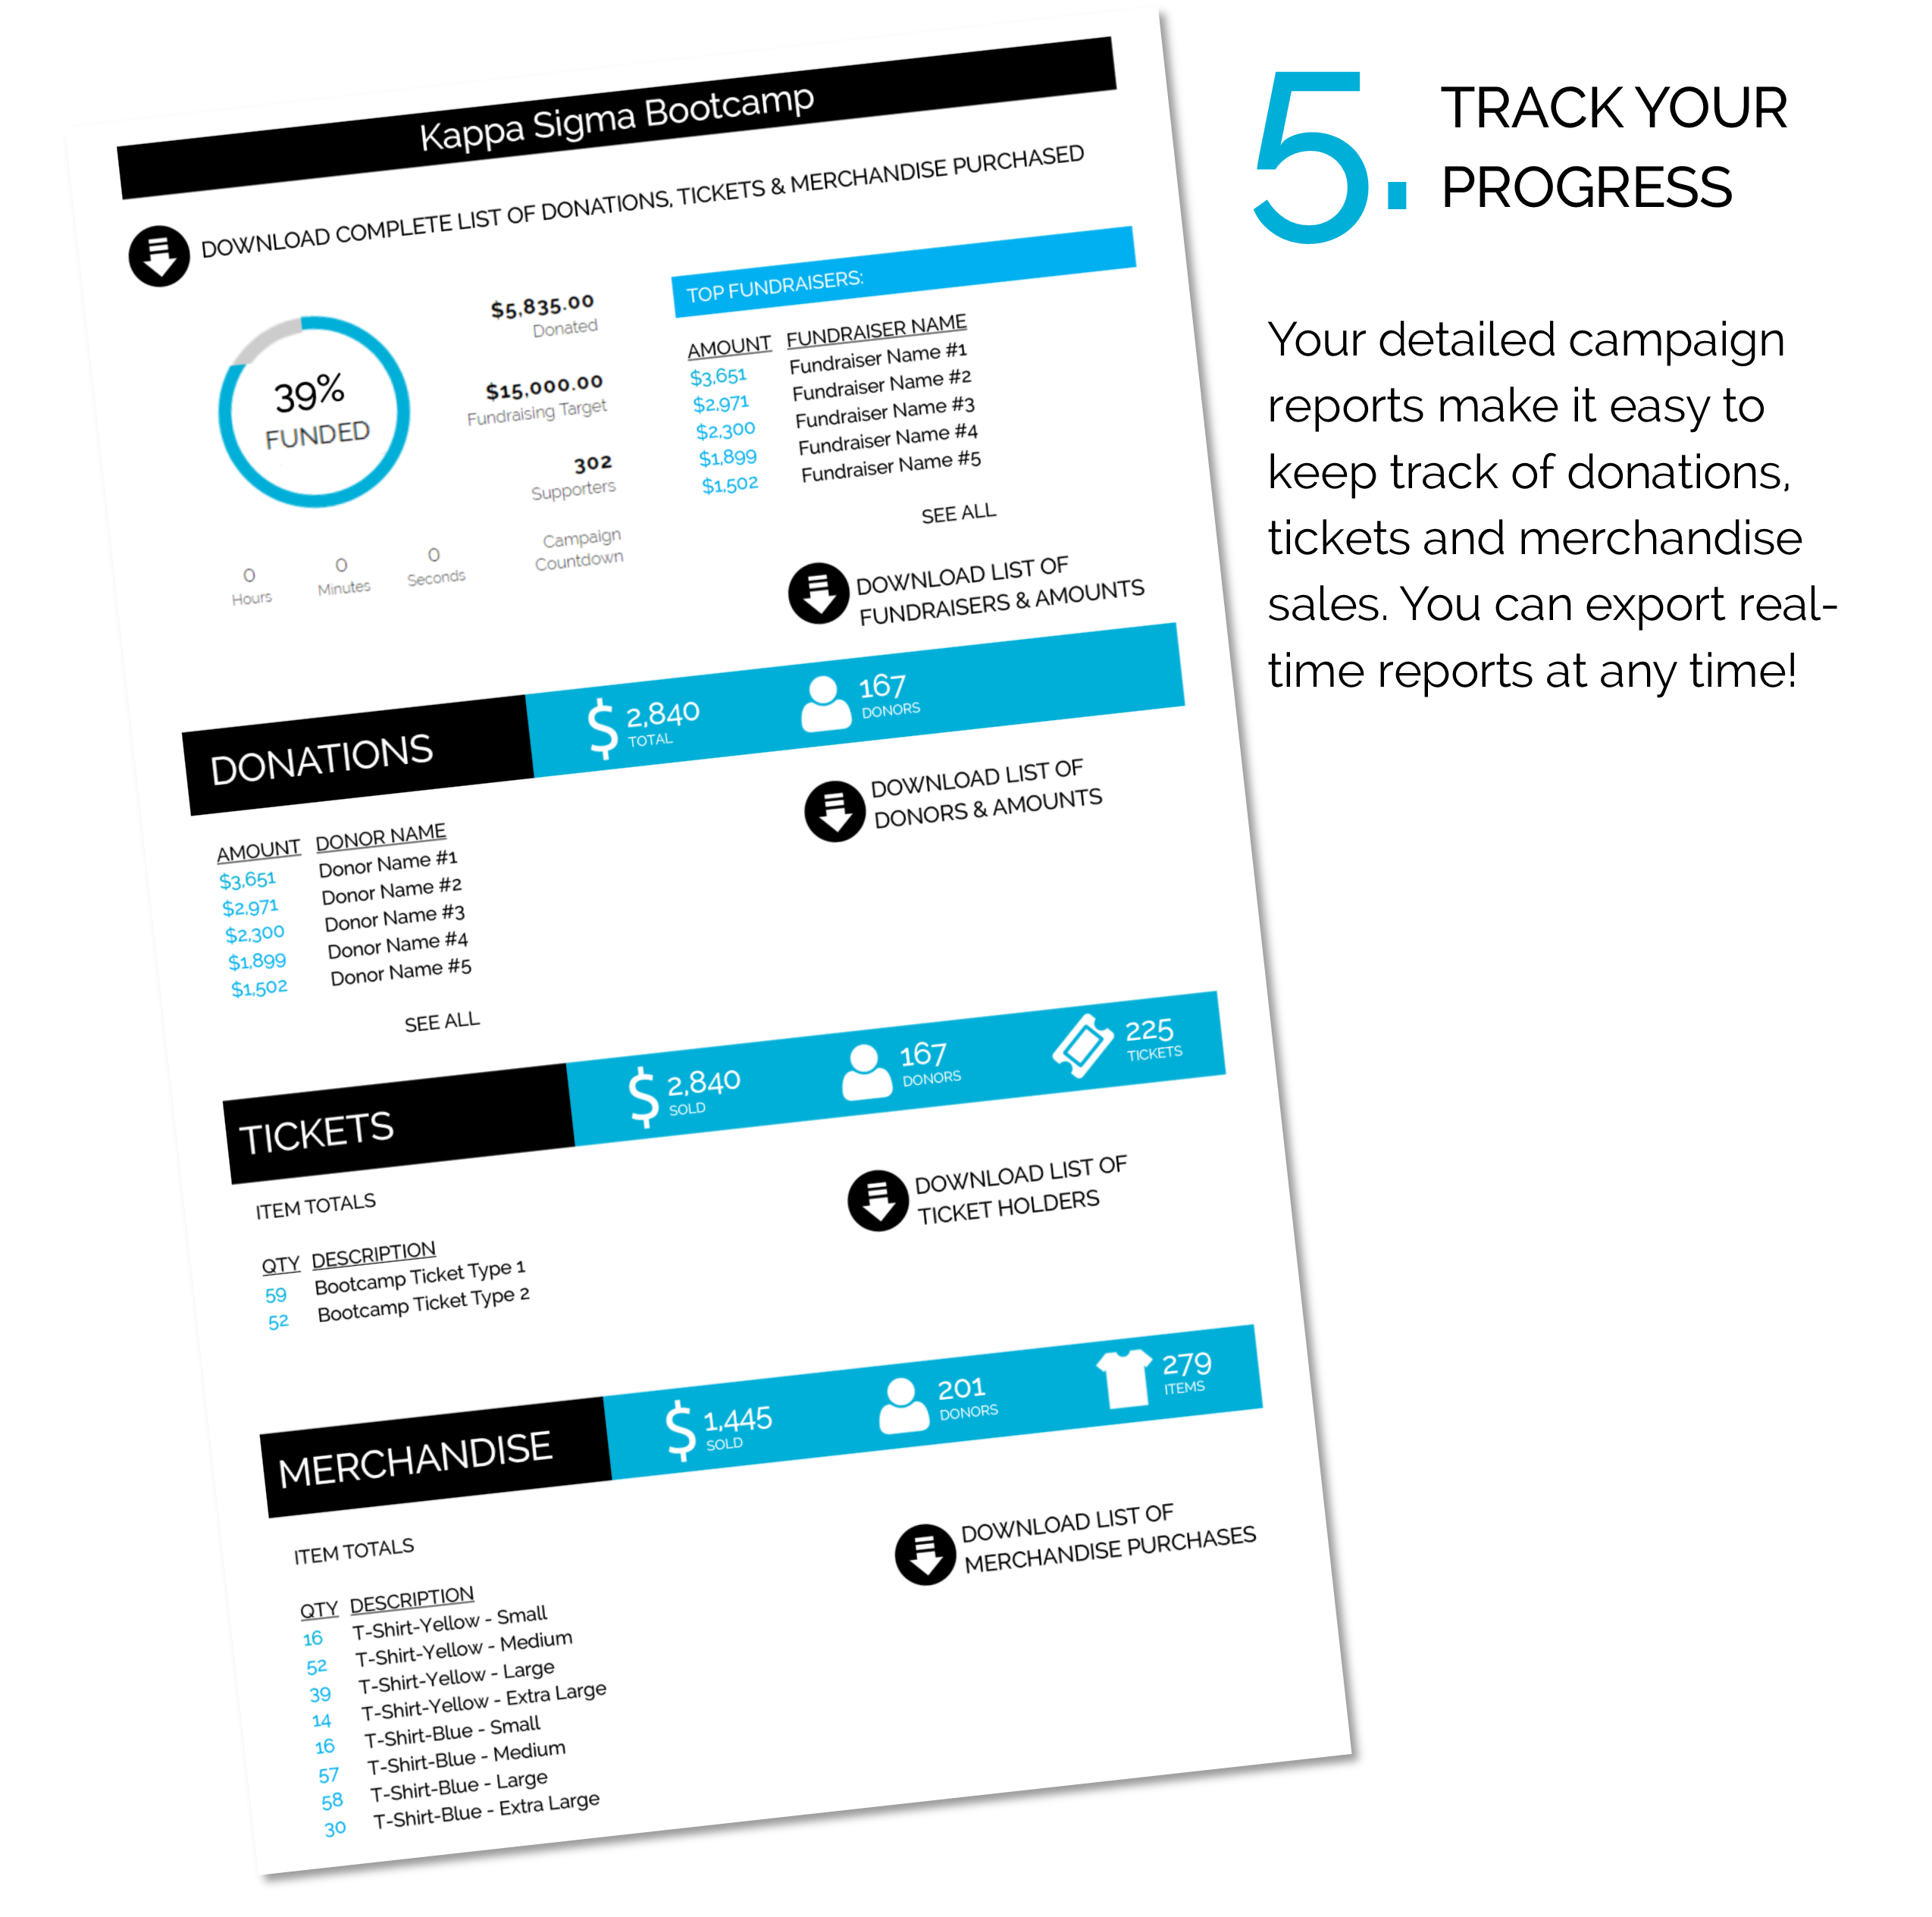 Kappa Sigma Bootcamp
DOWNLOAD COMPLETE LIST OF DONATIONS, TICKETS & MERCHANDISE PURCHASED
39%
FUNDED
$5,835.00
Donated
$15,000.00
Fundraising Target
302
Supporters
0 Hours
0 Minutes
0 Seconds
Campaign
Countdown
TOP FUNDRAISERS:
AMOUNT FUNDRAISER NAME
$3,651 Fundraiser Name #1
$2,971 Fundraiser Name #2
$2,300 Fundraiser Name #3
$1,899 Fundraiser Name #4
$1,502 Fundraiser Name #5
SEE ALL
DOWNLOAD LIST OF
FUNDRAISERS & AMOUNTS
DONATIONS
$ 2,840
TOTAL
167
DONORS
DOWNLOAD LIST OF
DONORS & AMOUNTS
AMOUNT DONOR NAME
$3,651 Donor Name #1
$2,971 Donor Name #2
$2,300 Donor Name #3
$1,899 Donor Name #4
$1,502 Donor Name #5
SEE ALL
TICKETS
$ 2,840
SOLD
167
DONORS
225
TICKETS
ITEM TOTALS
DOWNLOAD LIST OF
TICKET HOLDERS
QTY DESCRIPTION
59 Bootcamp Ticket Type 1
52 Bootcamp Ticket Type 2
MERCHANDISE
$ 1,445
SOLD
201
DONORS
279
ITEMS
ITEM TOTALS
DOWNLOAD LIST OF
MERCHANDISE PURCHASES
QTY DESCRIPTION
16 T-Shirt-Yellow - Small
52 T-Shirt-Yellow - Medium
39 T-Shirt-Yellow - Large
14 T-Shirt-Yellow - Extra Large
16 T-Shirt-Blue - Small
57 T-Shirt-Blue - Medium
58 T-Shirt-Blue - Large
30 T-Shirt-Blue - Extra Large
5. TRACK YOUR
PROGRESS
Your detailed campaign
reports make it easy to
keep track of donations,
tickets and merchandise
sales. You can export real-
time reports at any time!